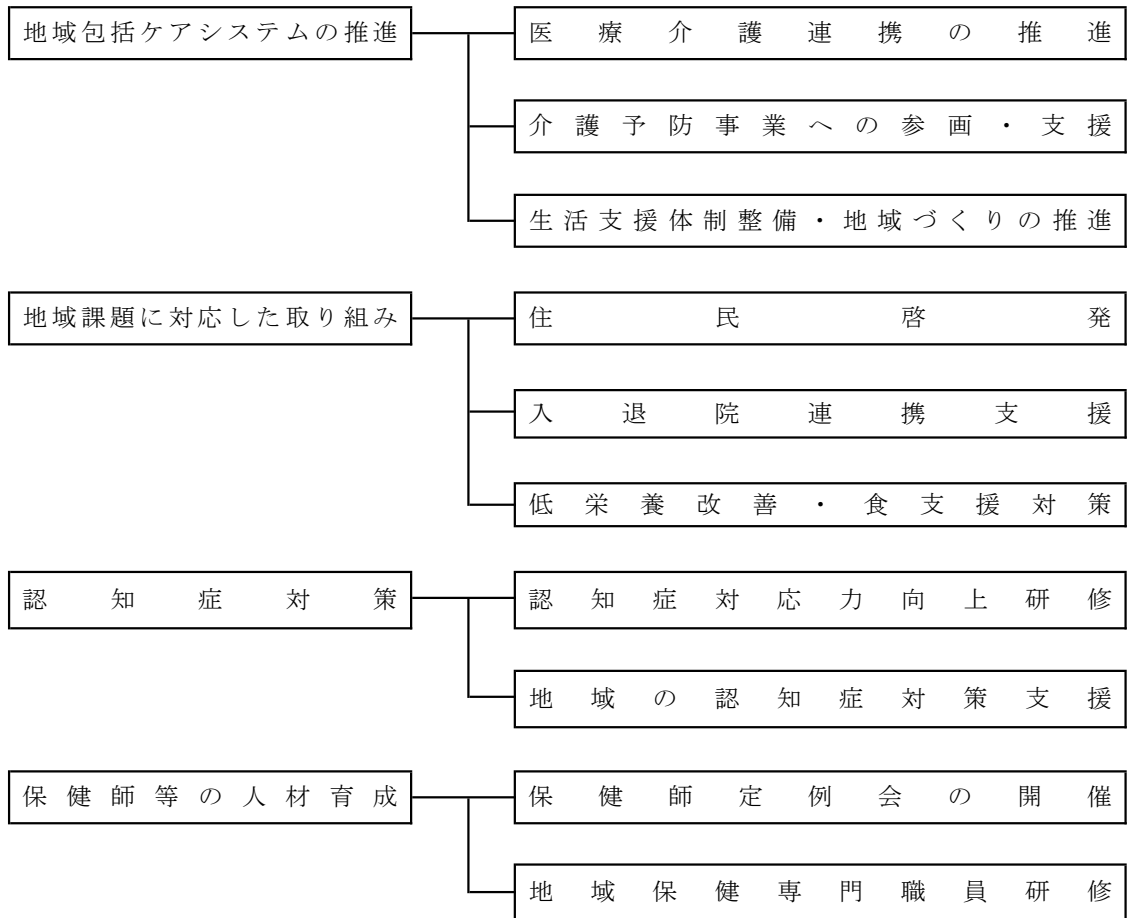 地域包括ケアシステムの推進
医療介護連携の推進
介護予防事業への参画・支援
生活支援体制整備・地域づくりの推進
地域課題に対応した取り組み
住民啓発
入退院連携支援
低栄養改善・食支援対策
認知症対策
認知症対応力向上研修
地域の認知症対策支援
保健師等の人材育成
保健師定例会の開催
地域保健専門職員研修